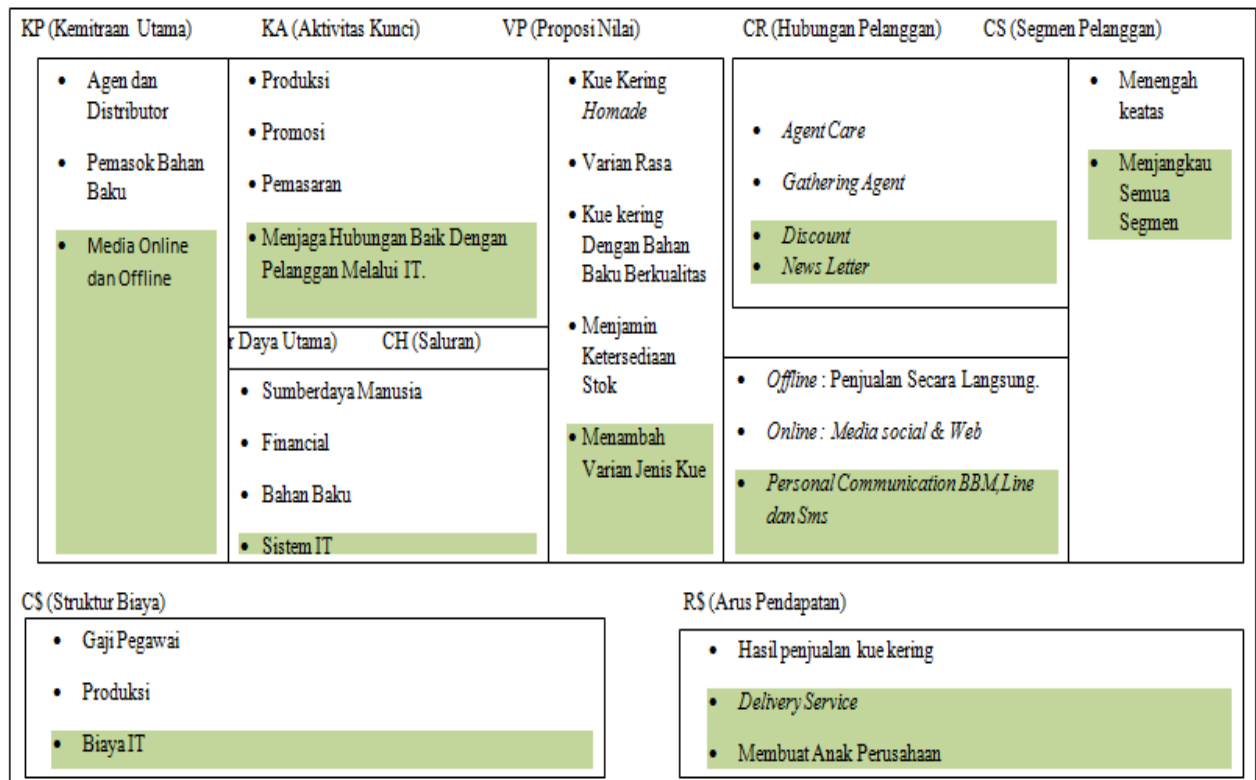 KP (Kemitraan Utama)
KA (Aktivitas Kunci)
VP (Proposi Nilai)
CR (Hubungan Pelanggan)
CS (Segmen Pelanggan)
• Agen dan
Distributor
• Pemasok Bahan
Baku
• Media Online
dan Offline
• Produksi
• Promosi
• Pemasaran
• Menjaga Hubungan Baik Dengan
Pelanggan Melalui IT.
r Daya Utama)
CH (Saluran)
• Sumberdaya Manusia
• Financial
• Bahan Baku
• Sistem IT
• Kue Kering
Homade
• Varian Rasa
• Kue kering
Dengan Bahan
Baku Berkualitas
• Menjamin
Ketersediaan
Stok
• Menambah
Varian Jenis Kue
• Agent Care
• Gathering Agent
• Discount
• News Letter
• Offline : Penjualan Secara Langsung.
• Online : Media social & Web
• Personal Communication BBM,Line
dan Sms
• Menengah
keatas
• Menjangkau
Semua
Segmen
C$ (Struktur Biaya)
• Gaji Pegawai
• Produksi
• Biaya IT
R$ (Arus Pendapatan)
• Hasil penjualan kue kering
• Delivery Service
• Membuat Anak Perusahaan